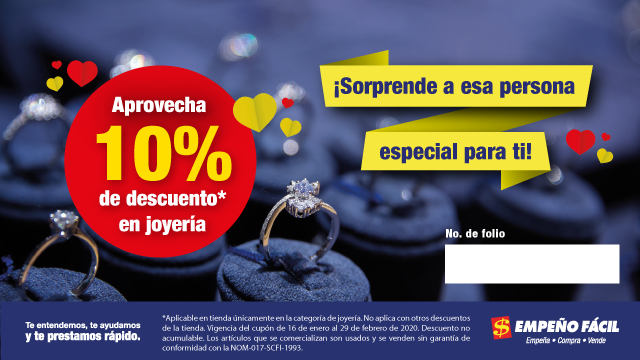 Aprovecha
10%
de descuento*
en joyería
¡Sorprende a esa persona
especial para ti!
No. de folio
Te entendemos, te ayudamos
y te prestamos rápido.
*Aplicable en tienda únicamente en la categoría de joyería. No aplica con otros descuentos
de la tienda. Vigencia del cupón de 16 de enero al 29 de febrero de 2020. Descuento no
acumulable. Los artículos que se comercializan son usados y se venden sin garantía de
conformidad con la NOM-017-SCFI-1993.
$ EMPEÑO FÁCIL
Empeña • Compra • Vende